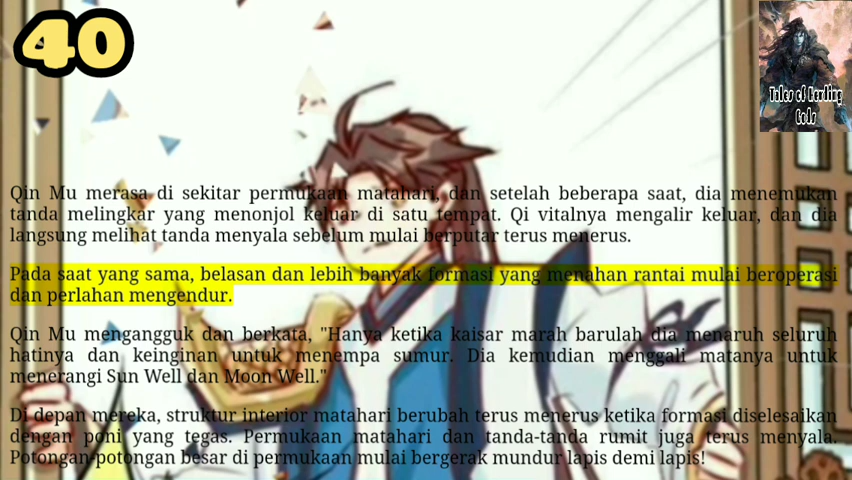 40
Tales of Herding
Gods
Qin Mu merasa di sekitar permukaan matahari, dan setelah beberapa saat, dia menemukan
tanda melingkar yang menonjol keluar di satu tempat. Qi vitalnya mengalir keluar, dan dia
langsung melihat tanda menyala sebelum mulai berputar terus menerus.
Pada saat yang sama, belasan dan lebih banyak formasi yang menahan rantai mulai beroperasi
dan perlahan mengendur.
Qin Mu mengangguk dan berkata, "Hanya ketika kaisar marah barulah dia menaruh seluruh
hatinya dan keinginan untuk menempa sumur. Dia kemudian menggali matanya untuk
menerangi Sun Well dan Moon Well."
Di depan mereka, struktur interior matahari berubah terus menerus ketika formasi diselesaikan
dengan poni yang tegas. Permukaan matahari dan tanda-tanda rumit juga terus menyala.
Potongan-potongan besar di permukaan mulai bergerak mundur lapis demi lapis!